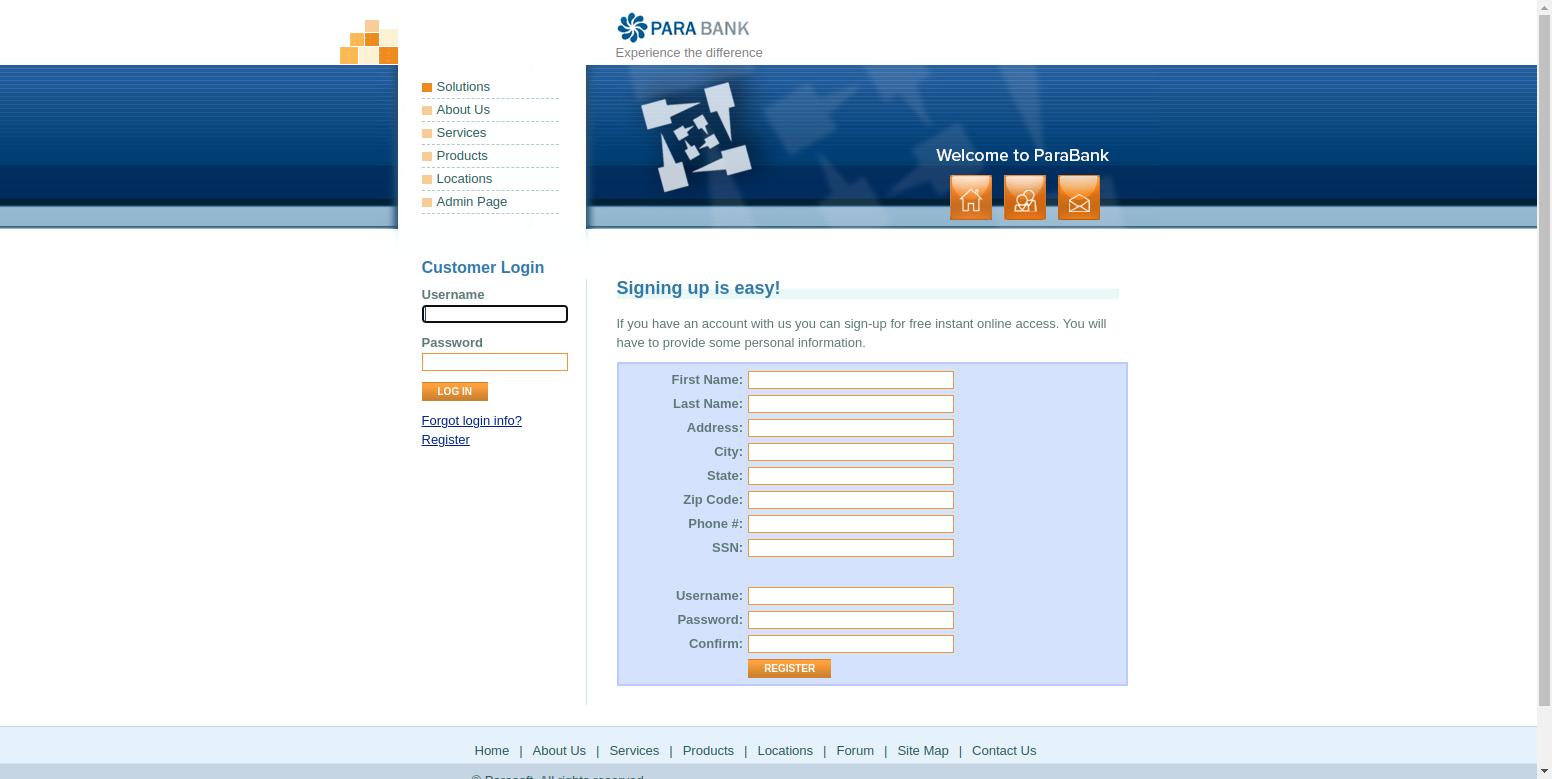 PARA BANK
Experience the difference
Solutions
About Us
Services
Products
Locations
Admin Page
Welcome to ParaBank
Customer Login
Username
Password
LOG IN
Forgot login info?
Register
Signing up is easy!
If you have an account with us you can sign-up for free instant online access. You will
have to provide some personal information.
First Name:
Last Name:
Address:
City:
State:
Zip Code:
Phone #:
SSN:
Username:
Password:
Confirm:
REGISTER
Home | About Us | Services | Products | Locations | Forum | Site Map | Contact Us
© Parasoft. All rights reserved.